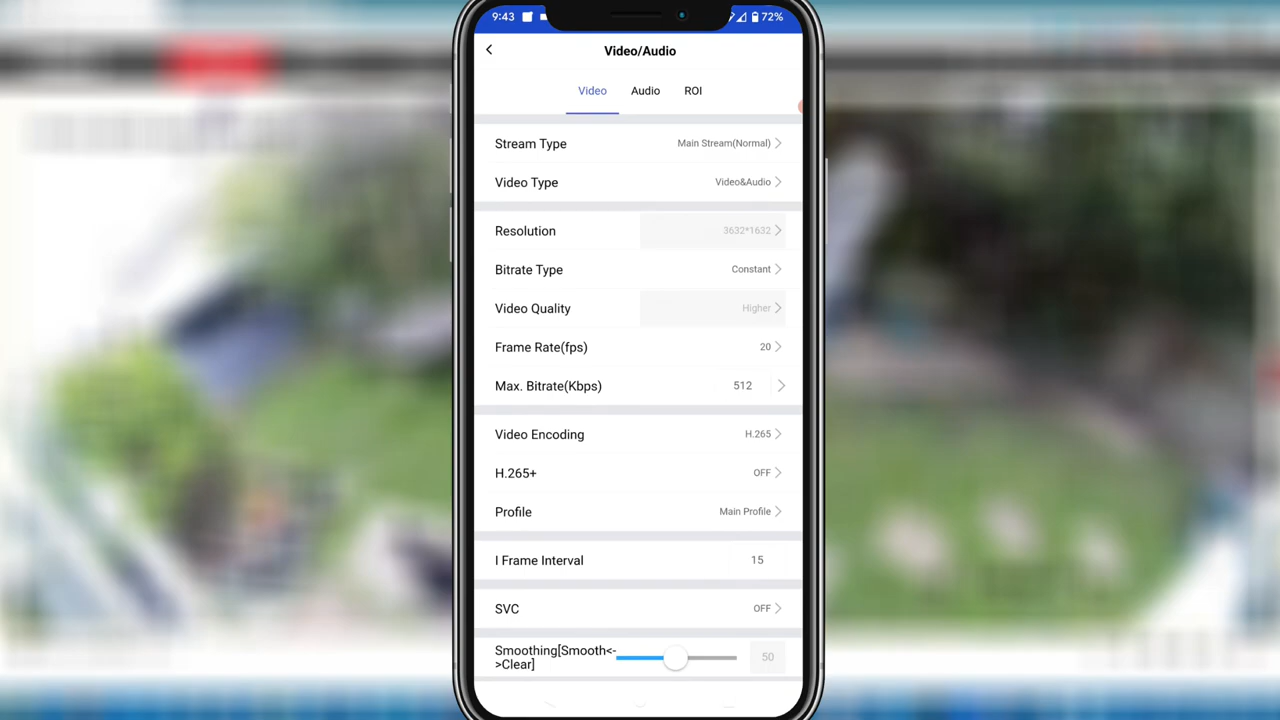 9:43 72%
Video/Audio
Video Audio ROI
Stream Type Main Stream(Normal)
Video Type Video&Audio
Resolution 3632*1632
Bitrate Type Constant
Video Quality Higher
Frame Rate(fps) 20
Max. Bitrate(Kbps) 512
Video Encoding H.265
H.265+ OFF
Profile Main Profile
I Frame Interval 15
SVC OFF
Smoothing[Smooth<-
>Clear] 50